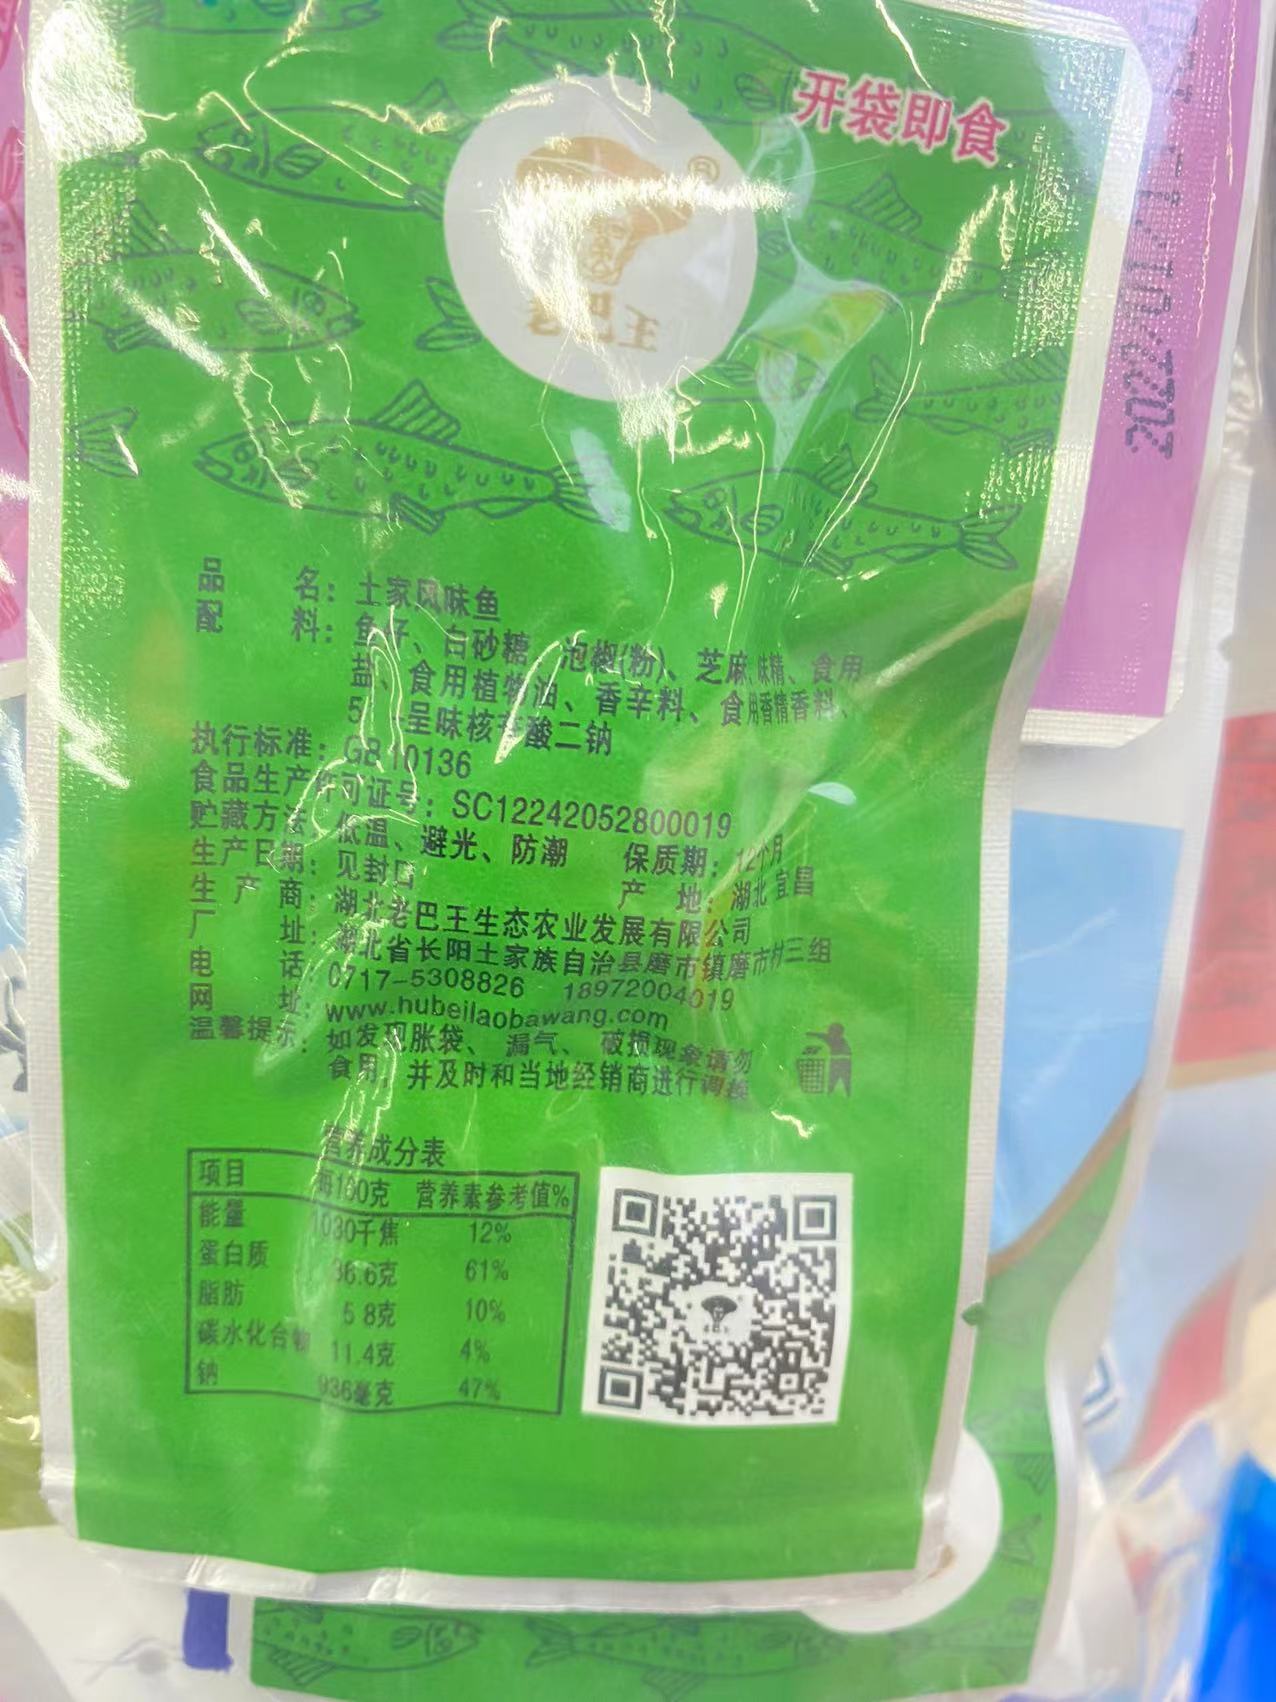 开袋即食
品名：土家风味鱼
配料：鱼仔、白砂糖、泡椒(粉)、芝麻、味精、食用
盐、食用植物油、香辛料、食用香精香料、
呈味核苷酸二钠
执行标准：GB 10136
食品生产许可证号：SC12242052800019
贮藏方法：低温、避光、防潮 保质期：12个月
生产日期：见封口 产地：湖北宜昌
生产商：湖北老巴王生态农业发展有限公司
厂址：湖北省长阳土家族自治县磨市镇磨市村三组
电话：0717-5308826 18972004019
网址：www.hubeilaobawang.com
温馨提示：如发现胀袋、漏气、破损现象请勿
食用，并及时和当地经销商进行调换
营养成分表
项目 每100克 营养素参考值%
能量 1030千焦 12%
蛋白质 36.6克 61%
脂肪 5.8克 10%
碳水化合物 11.4克 4%
钠 936毫克 47%